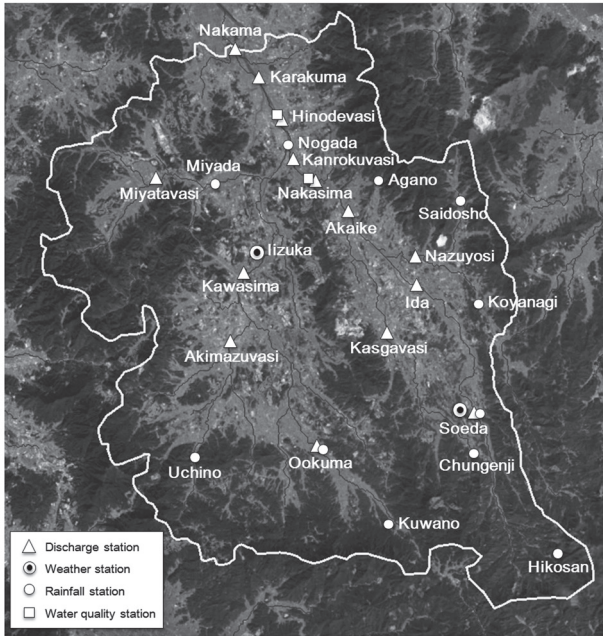 Nakama
Karakuma
Hinodevasi
Nogada
Kanrokuvasi
Miyada
Miyatavasi
Nakasima
Agano
Saidosho
Akaike
Iizuka
Nazuyosi
Kawasima
Ida
Koyanagi
Akimazuvasi
Kasgavasi
Soeda
Uchino
Ookuma
Chungenji
Kuwano
Hikosan
Discharge station
Weather station
Rainfall station
Water quality station